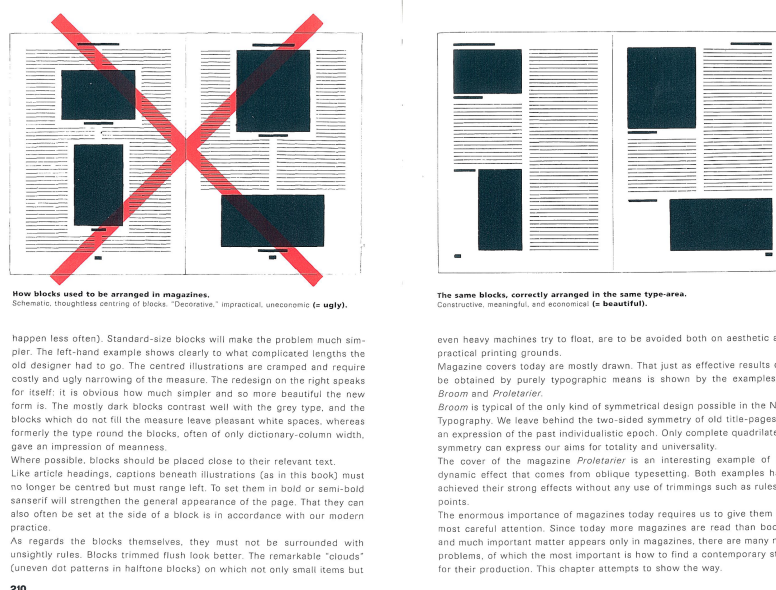 How blocks used to be arranged in magazines.
Schematic, thoughtless centring of blocks. "Decorative," impractical, uneconomic (= ugly).
happen less often). Standard-size blocks will make the problem much sim-
pler. The left-hand example shows clearly to what complicated lengths the
old designer had to go. The centred illustrations are cramped and require
costly and ugly narrowing of the measure. The redesign on the right speaks
for itself: it is obvious how much simpler and so more beautiful the new
form is. The mostly dark blocks contrast well with the grey type, and the
blocks which do not fill the measure leave pleasant white spaces, whereas
formerly the type round the blocks, often of only dictionary-column width,
gave an impression of meanness.
Where possible, blocks should be placed close to their relevant text.
Like article headings, captions beneath illustrations (as in this book) must
no longer be centred but must range left. To set them in bold or semi-bold
sanserif will strengthen the general appearance of the page. That they can
also often be set at the side of a block is in accordance with our modern
practice.
As regards the blocks themselves, they must not be surrounded with
unsightly rules. Blocks trimmed flush look better. The remarkable "clouds"
(uneven dot patterns in halftone blocks) on which not only small items but
210
The same blocks, correctly arranged in the same type-area.
Constructive, meaningful, and economical (= beautiful).
even heavy machines try to float, are to be avoided both on aesthetic a
practical printing grounds.
Magazine covers today are mostly drawn. That just as effective results c
be obtained by purely typographic means is shown by the examples
Broom and Proletarier.
Broom is typical of the only kind of symmetrical design possible in the N
Typography. We leave behind the two-sided symmetry of old title-pages
an expression of the past individualistic epoch. Only complete quadrilate
symmetry can express our aims for totality and universality.
The cover of the magazine Proletarier is an interesting example of
dynamic effect that comes from oblique typesetting. Both examples ha
achieved their strong effects without any use of trimmings such as rules
points.
The enormous importance of magazines today requires us to give them
most careful attention. Since today more magazines are read than boo
and much important matter appears only in magazines, there are many n
problems, of which the most important is how to find a contemporary st
for their production. This chapter attempts to show the way.